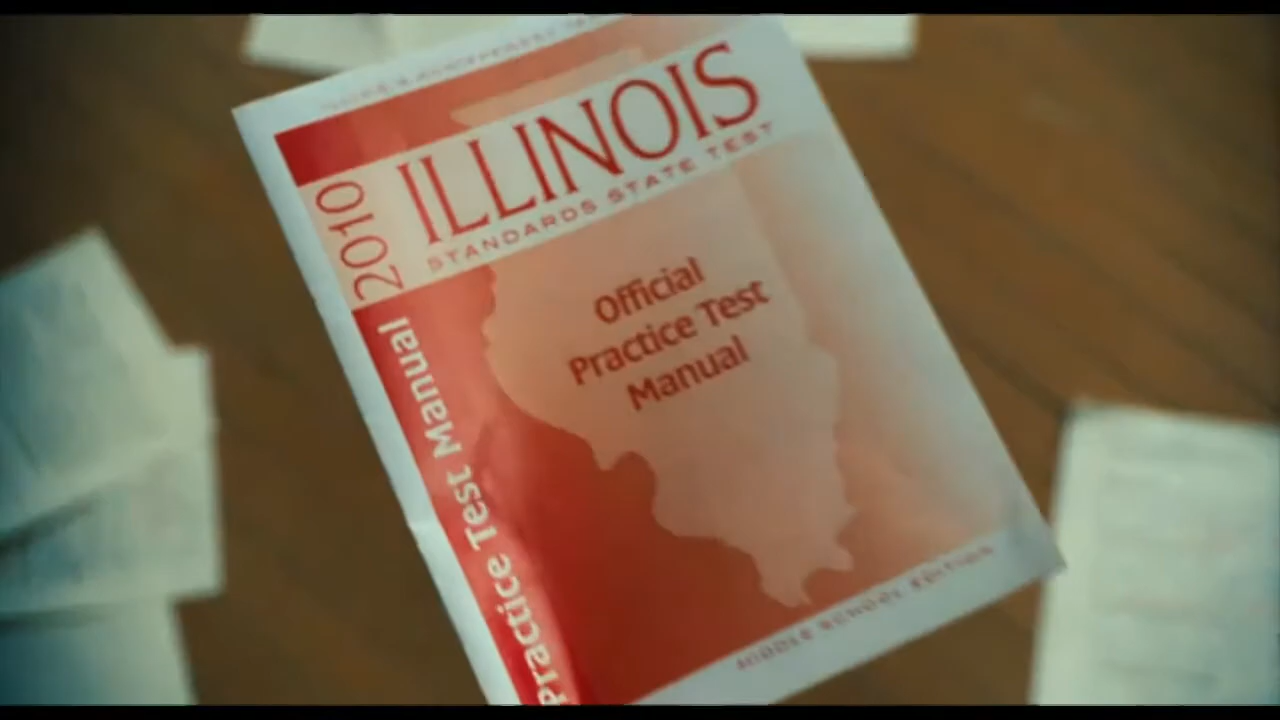 ILLINOIS
STANDARDS STATE TEST
2010
Official
Practice Test
Manual
Practice Test Manual
MIDDLE SCHOOL EDITION